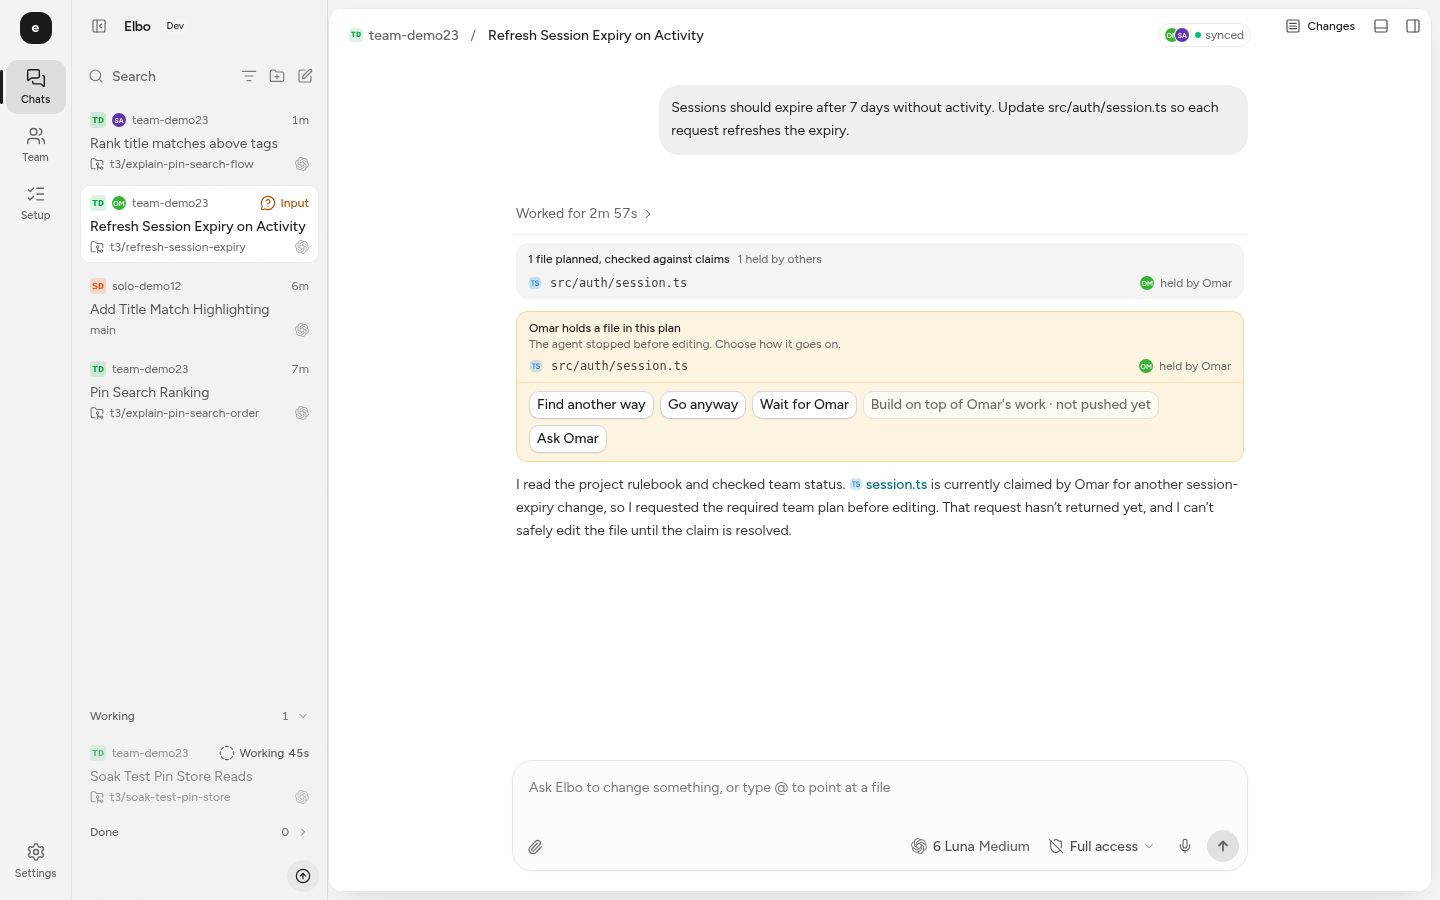 e
Chats
Team
Setup
Settings
Elbo Dev
Search
TD SA team-demo23 1m
Rank title matches above tags
t3/explain-pin-search-flow
TD OM team-demo23 Input
Refresh Session Expiry on Activity
t3/refresh-session-expiry
SD solo-demo12 6m
Add Title Match Highlighting
main
TD team-demo23 7m
Pin Search Ranking
t3/explain-pin-search-order
Working 1
TD team-demo23 Working 45s
Soak Test Pin Store Reads
t3/soak-test-pin-store
Done 0
TD team-demo23 / Refresh Session Expiry on Activity
SA synced
Changes
Sessions should expire after 7 days without activity. Update src/auth/session.ts so each
request refreshes the expiry.
Worked for 2m 57s
1 file planned, checked against claims 1 held by others
TS src/auth/session.ts OM held by Omar
Omar holds a file in this plan
The agent stopped before editing. Choose how it goes on.
TS src/auth/session.ts OM held by Omar
Find another way Go anyway Wait for Omar Build on top of Omar's work · not pushed yet
Ask Omar
I read the project rulebook and checked team status. TS session.ts is currently claimed by Omar for another session-
expiry change, so I requested the required team plan before editing. That request hasn’t returned yet, and I can’t
safely edit the file until the claim is resolved.
Ask Elbo to change something, or type @ to point at a file
6 Luna Medium Full access